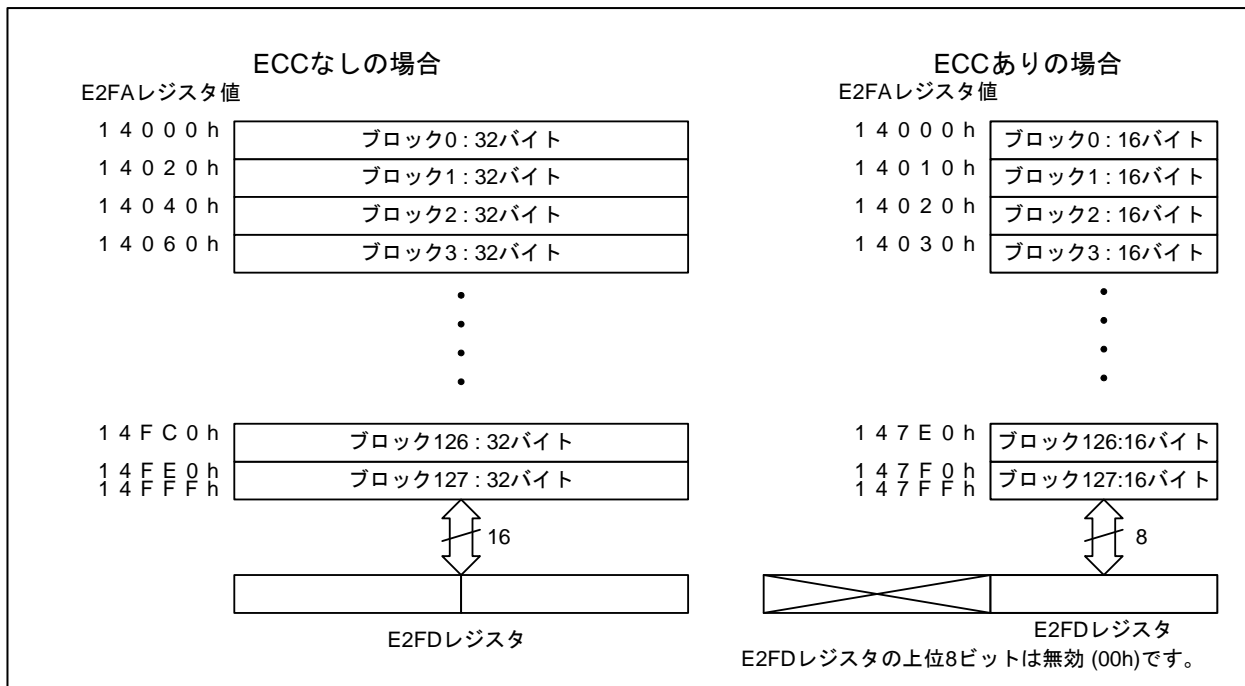 ECCなしの場合
E2FAレジスタ値
14000h
ブロック0 : 32バイト
14020h
ブロック1 : 32バイト
14040h
ブロック2 : 32バイト
14060h
ブロック3 : 32バイト
14FC0h
ブロック126 : 32バイト
14FE0h
ブロック127 : 32バイト
14FFFh
16
E2FDレジスタ
ECCありの場合
E2FAレジスタ値
14000h
ブロック0 : 16バイト
14010h
ブロック1 : 16バイト
14020h
ブロック2 : 16バイト
14030h
ブロック3 : 16バイト
147E0h
ブロック126:16バイト
147F0h
ブロック127:16バイト
147FFh
8
E2FDレジスタ
E2FDレジスタの上位8ビットは無効 (00h)です。